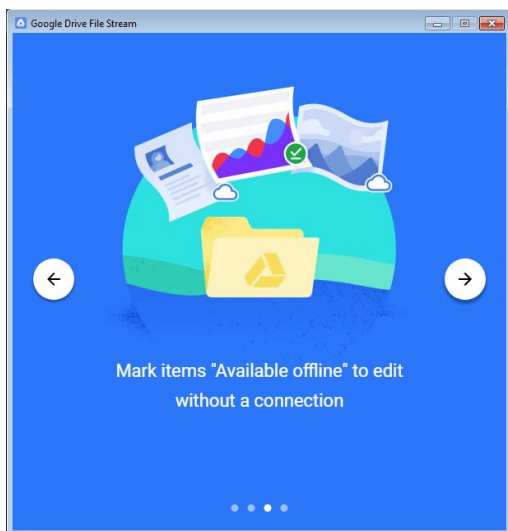 Google Drive File Stream
Mark items "Available offline" to edit
without a connection